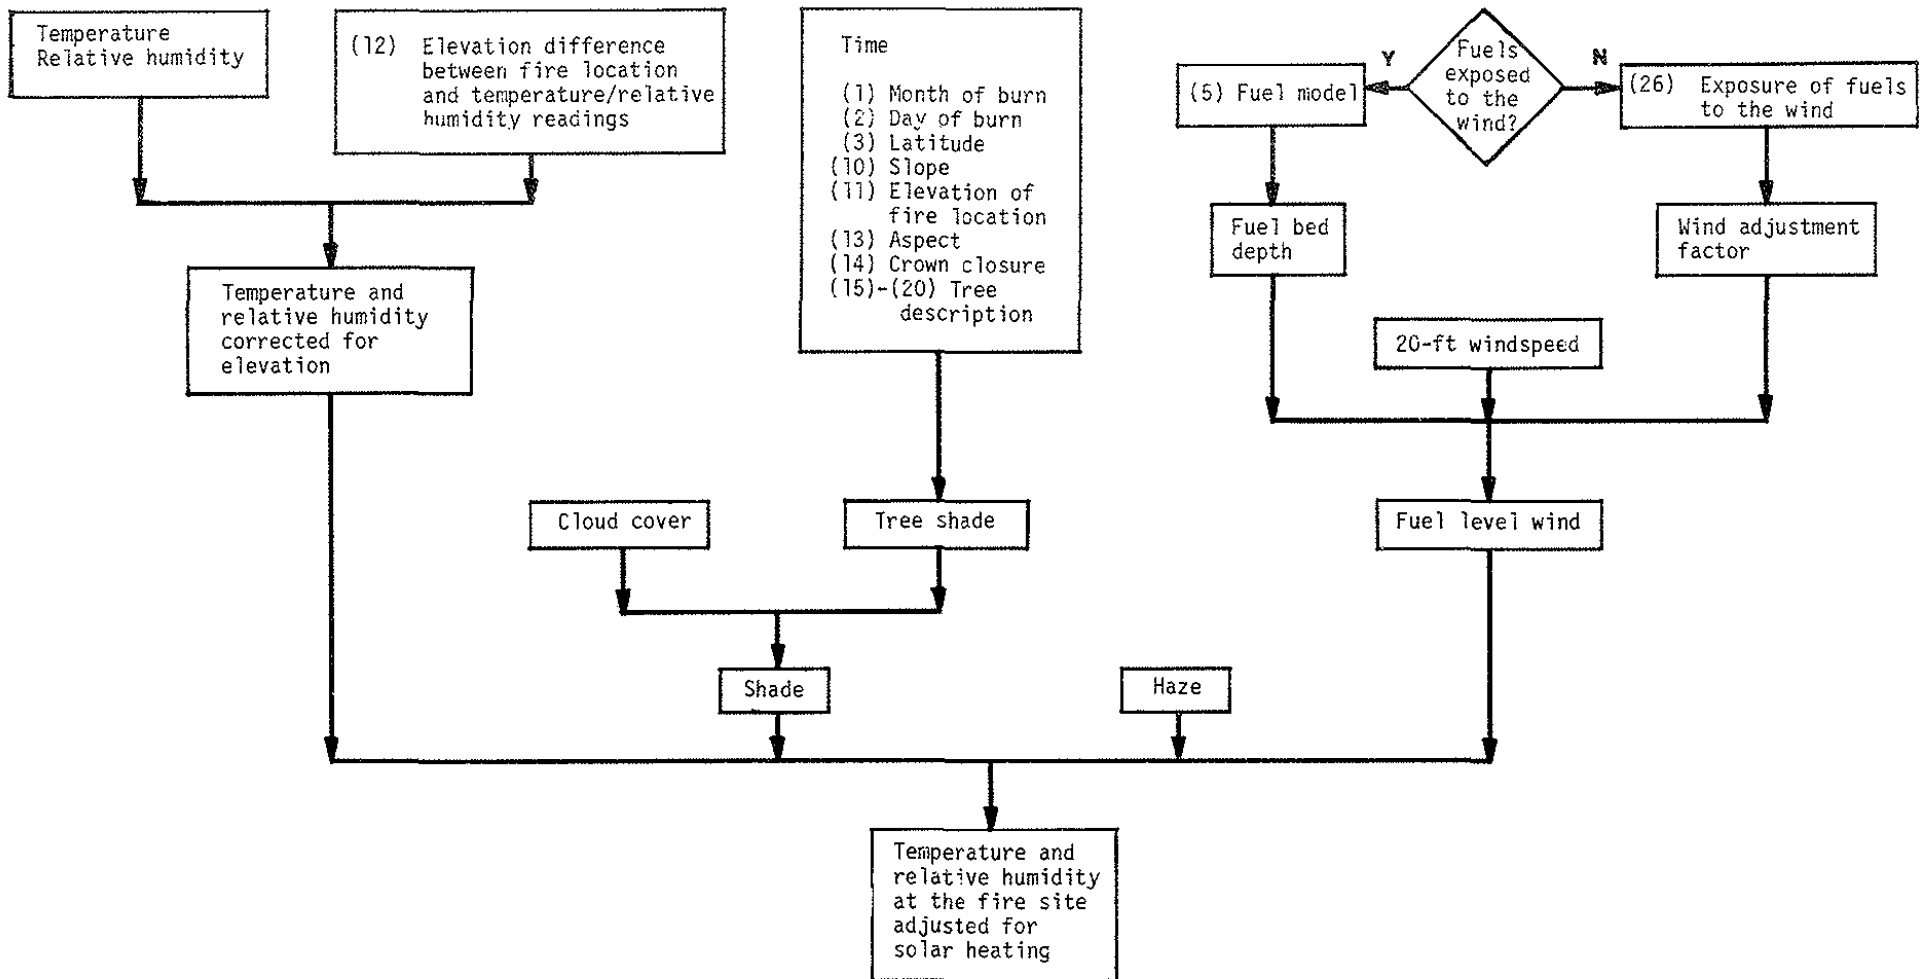 Temperature
Relative humidity
(12) Elevation difference
between fire location
and temperature/relative
humidity readings
Time
(1) Month of burn
(2) Day of burn
(3) Latitude
(10) Slope
(11) Elevation of
fire location
(13) Aspect
(14) Crown closure
(15)-(20) Tree
description
Fuels
exposed
to the
wind?
Y
N
(5) Fuel model
(26) Exposure of fuels
to the wind
Fuel bed
depth
Wind adjustment
factor
Temperature and
relative humidity
corrected for
elevation
20-ft windspeed
Cloud cover
Tree shade
Fuel level wind
Shade
Haze
Temperature and
relative humidity
at the fire site
adjusted for
solar heating